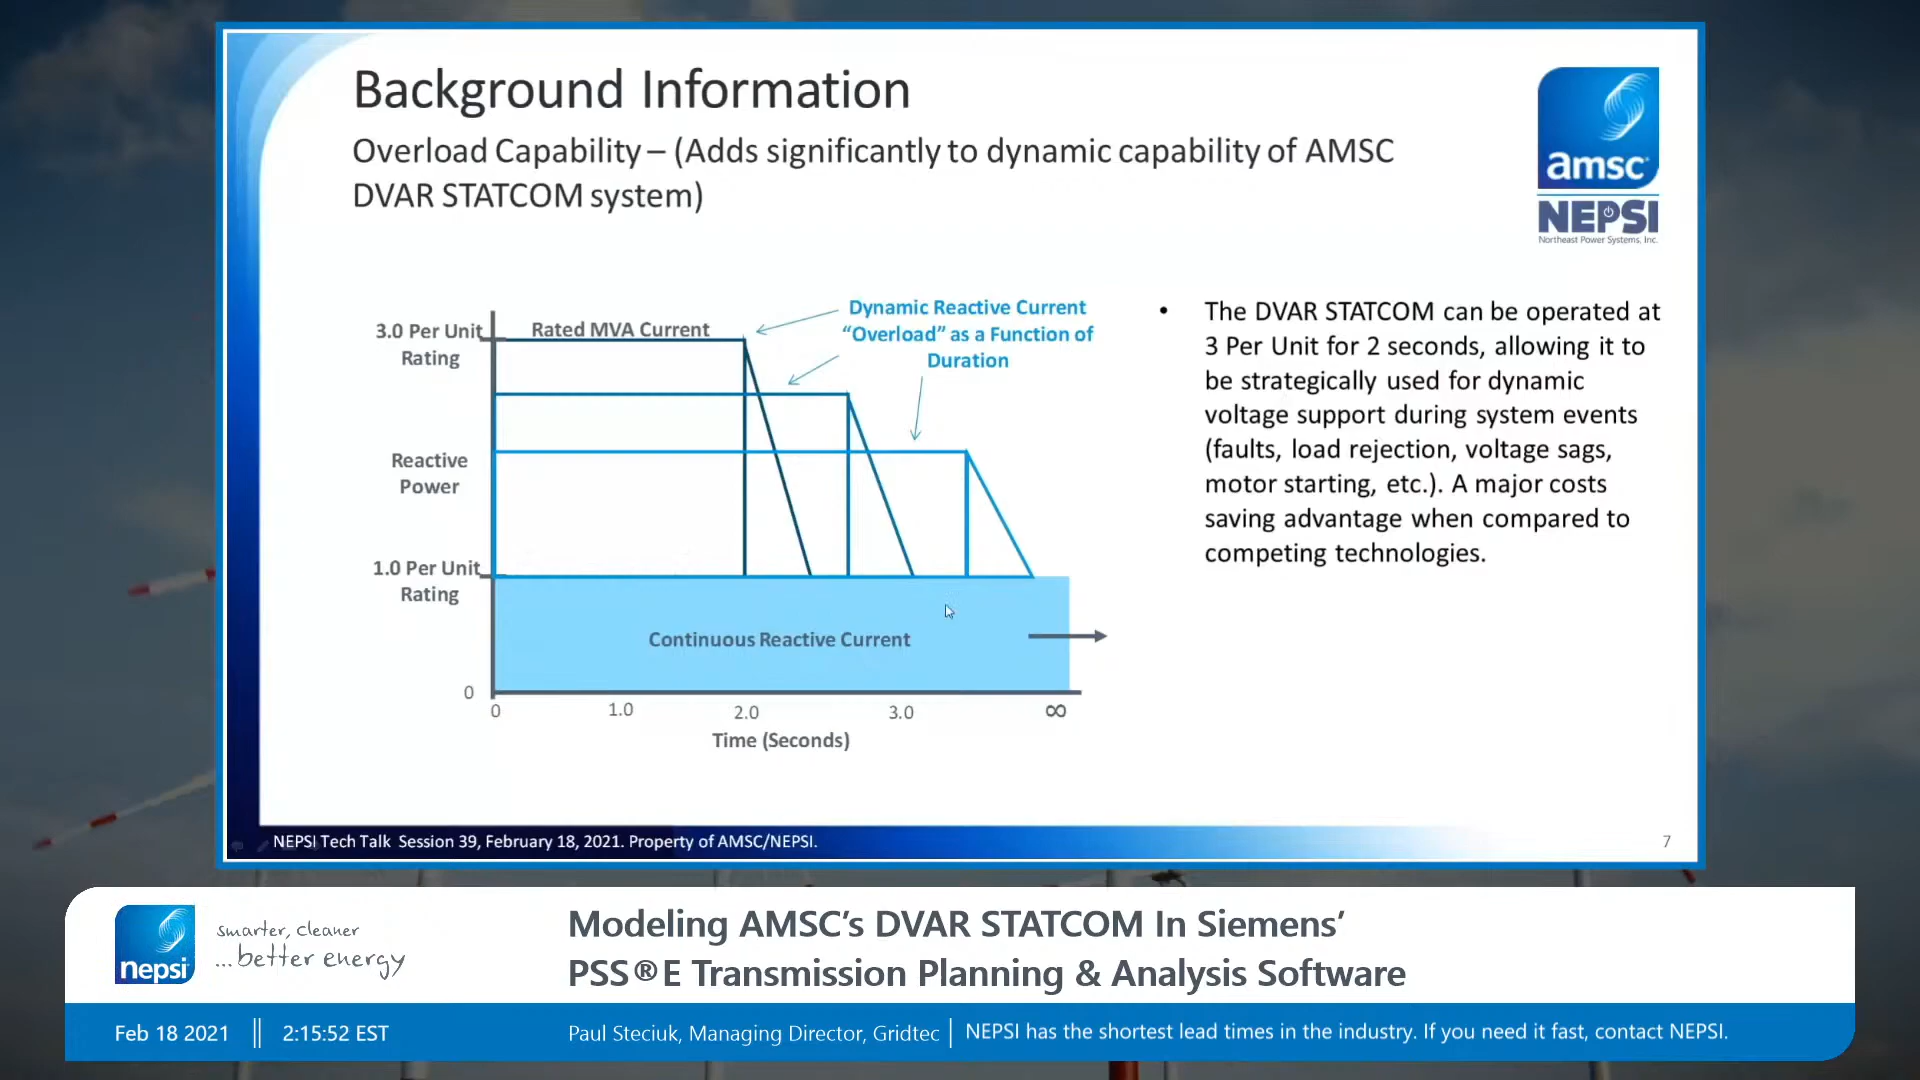 Background Information
Overload Capability – (Adds significantly to dynamic capability of AMSC
DVAR STATCOM system)
amsc
NEPSI
Northeast Power Systems, Inc.
3.0 Per Unit
Rating
Rated MVA Current
Dynamic Reactive Current
“Overload” as a Function of
Duration
Reactive
Power
1.0 Per Unit
Rating
Continuous Reactive Current
0
0
1.0
2.0
3.0
∞
Time (Seconds)
• The DVAR STATCOM can be operated at
3 Per Unit for 2 seconds, allowing it to
be strategically used for dynamic
voltage support during system events
(faults, load rejection, voltage sags,
motor starting, etc.). A major costs
saving advantage when compared to
competing technologies.
NEPSI Tech Talk Session 39, February 18, 2021. Property of AMSC/NEPSI.
7
nepsi
smarter, cleaner
...better energy
Modeling AMSC’s DVAR STATCOM In Siemens’
PSS®E Transmission Planning & Analysis Software
Feb 18 2021 || 2:15:52 EST
Paul Steciuk, Managing Director, Gridtec | NEPSI has the shortest lead times in the industry. If you need it fast, contact NEPSI.